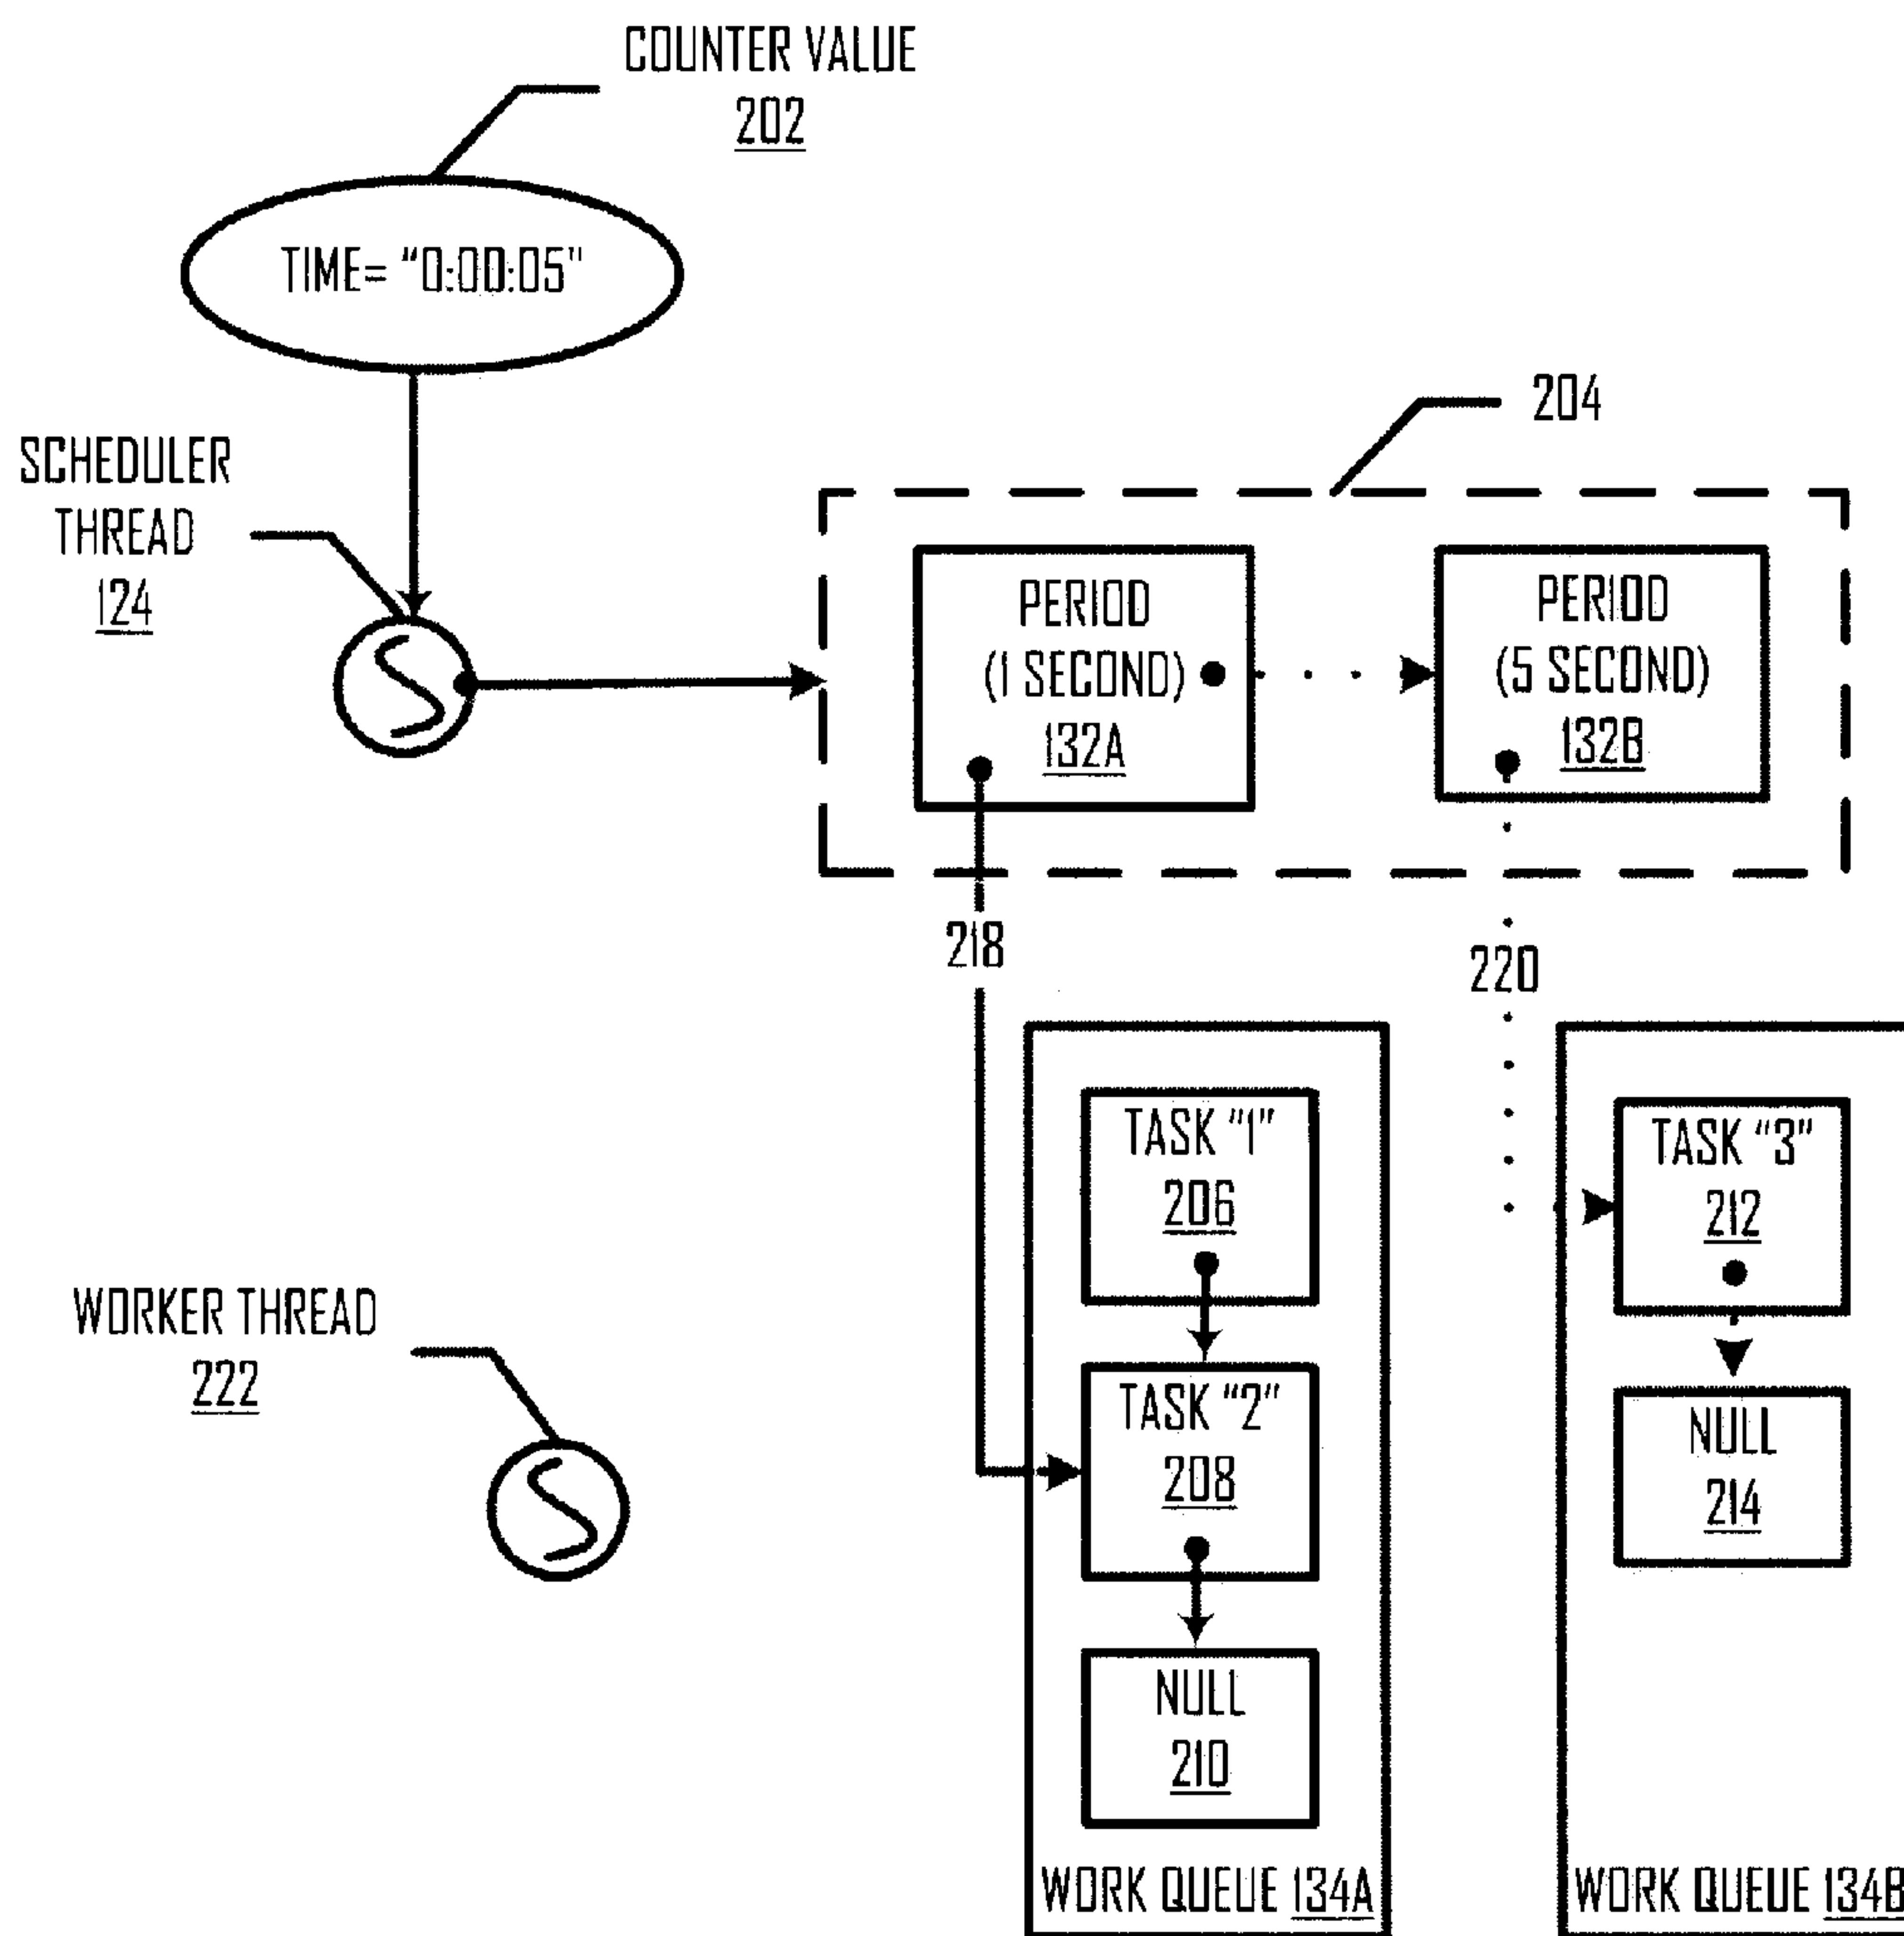 COUNTER VALUE
202
TIME= "0:00:05"
SCHEDULER
THREAD
124
204
PERIOD
(1 SECOND)
132A
PERIOD
(5 SECOND)
132B
218
220
TASK "1"
206
TASK "3"
212
WORKER THREAD
222
TASK "2"
208
NULL
214
NULL
210
WORK QUEUE 134A
WORK QUEUE 134B